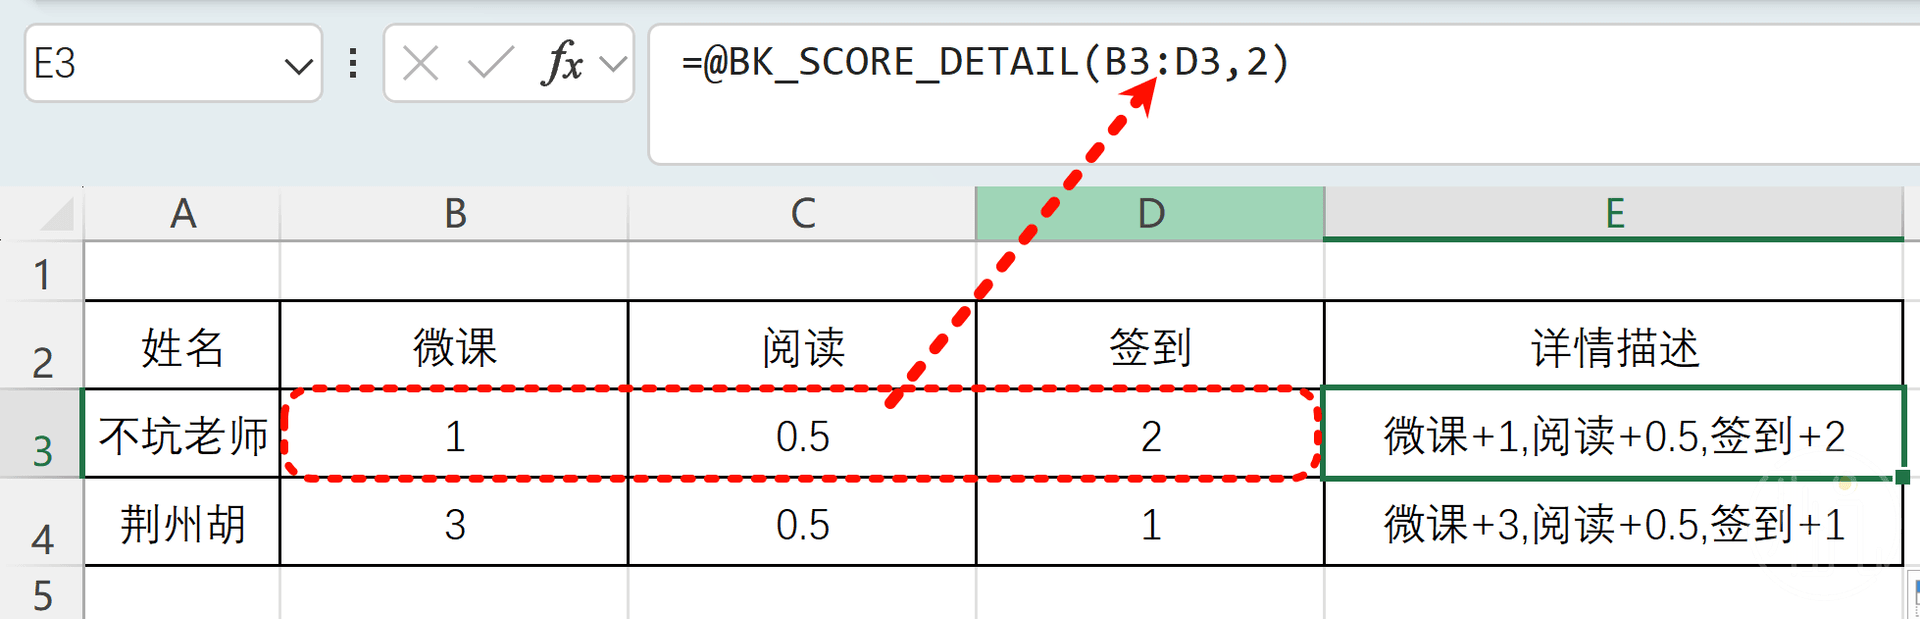 E3 fx =@BK_SCORE_DETAIL(B3:D3,2)
A B C D E
1
2 姓名 微课 阅读 签到 详情描述
3 不坑老师 1 0.5 2 微课+1,阅读+0.5,签到+2
4 荆州胡 3 0.5 1 微课+3,阅读+0.5,签到+1
5